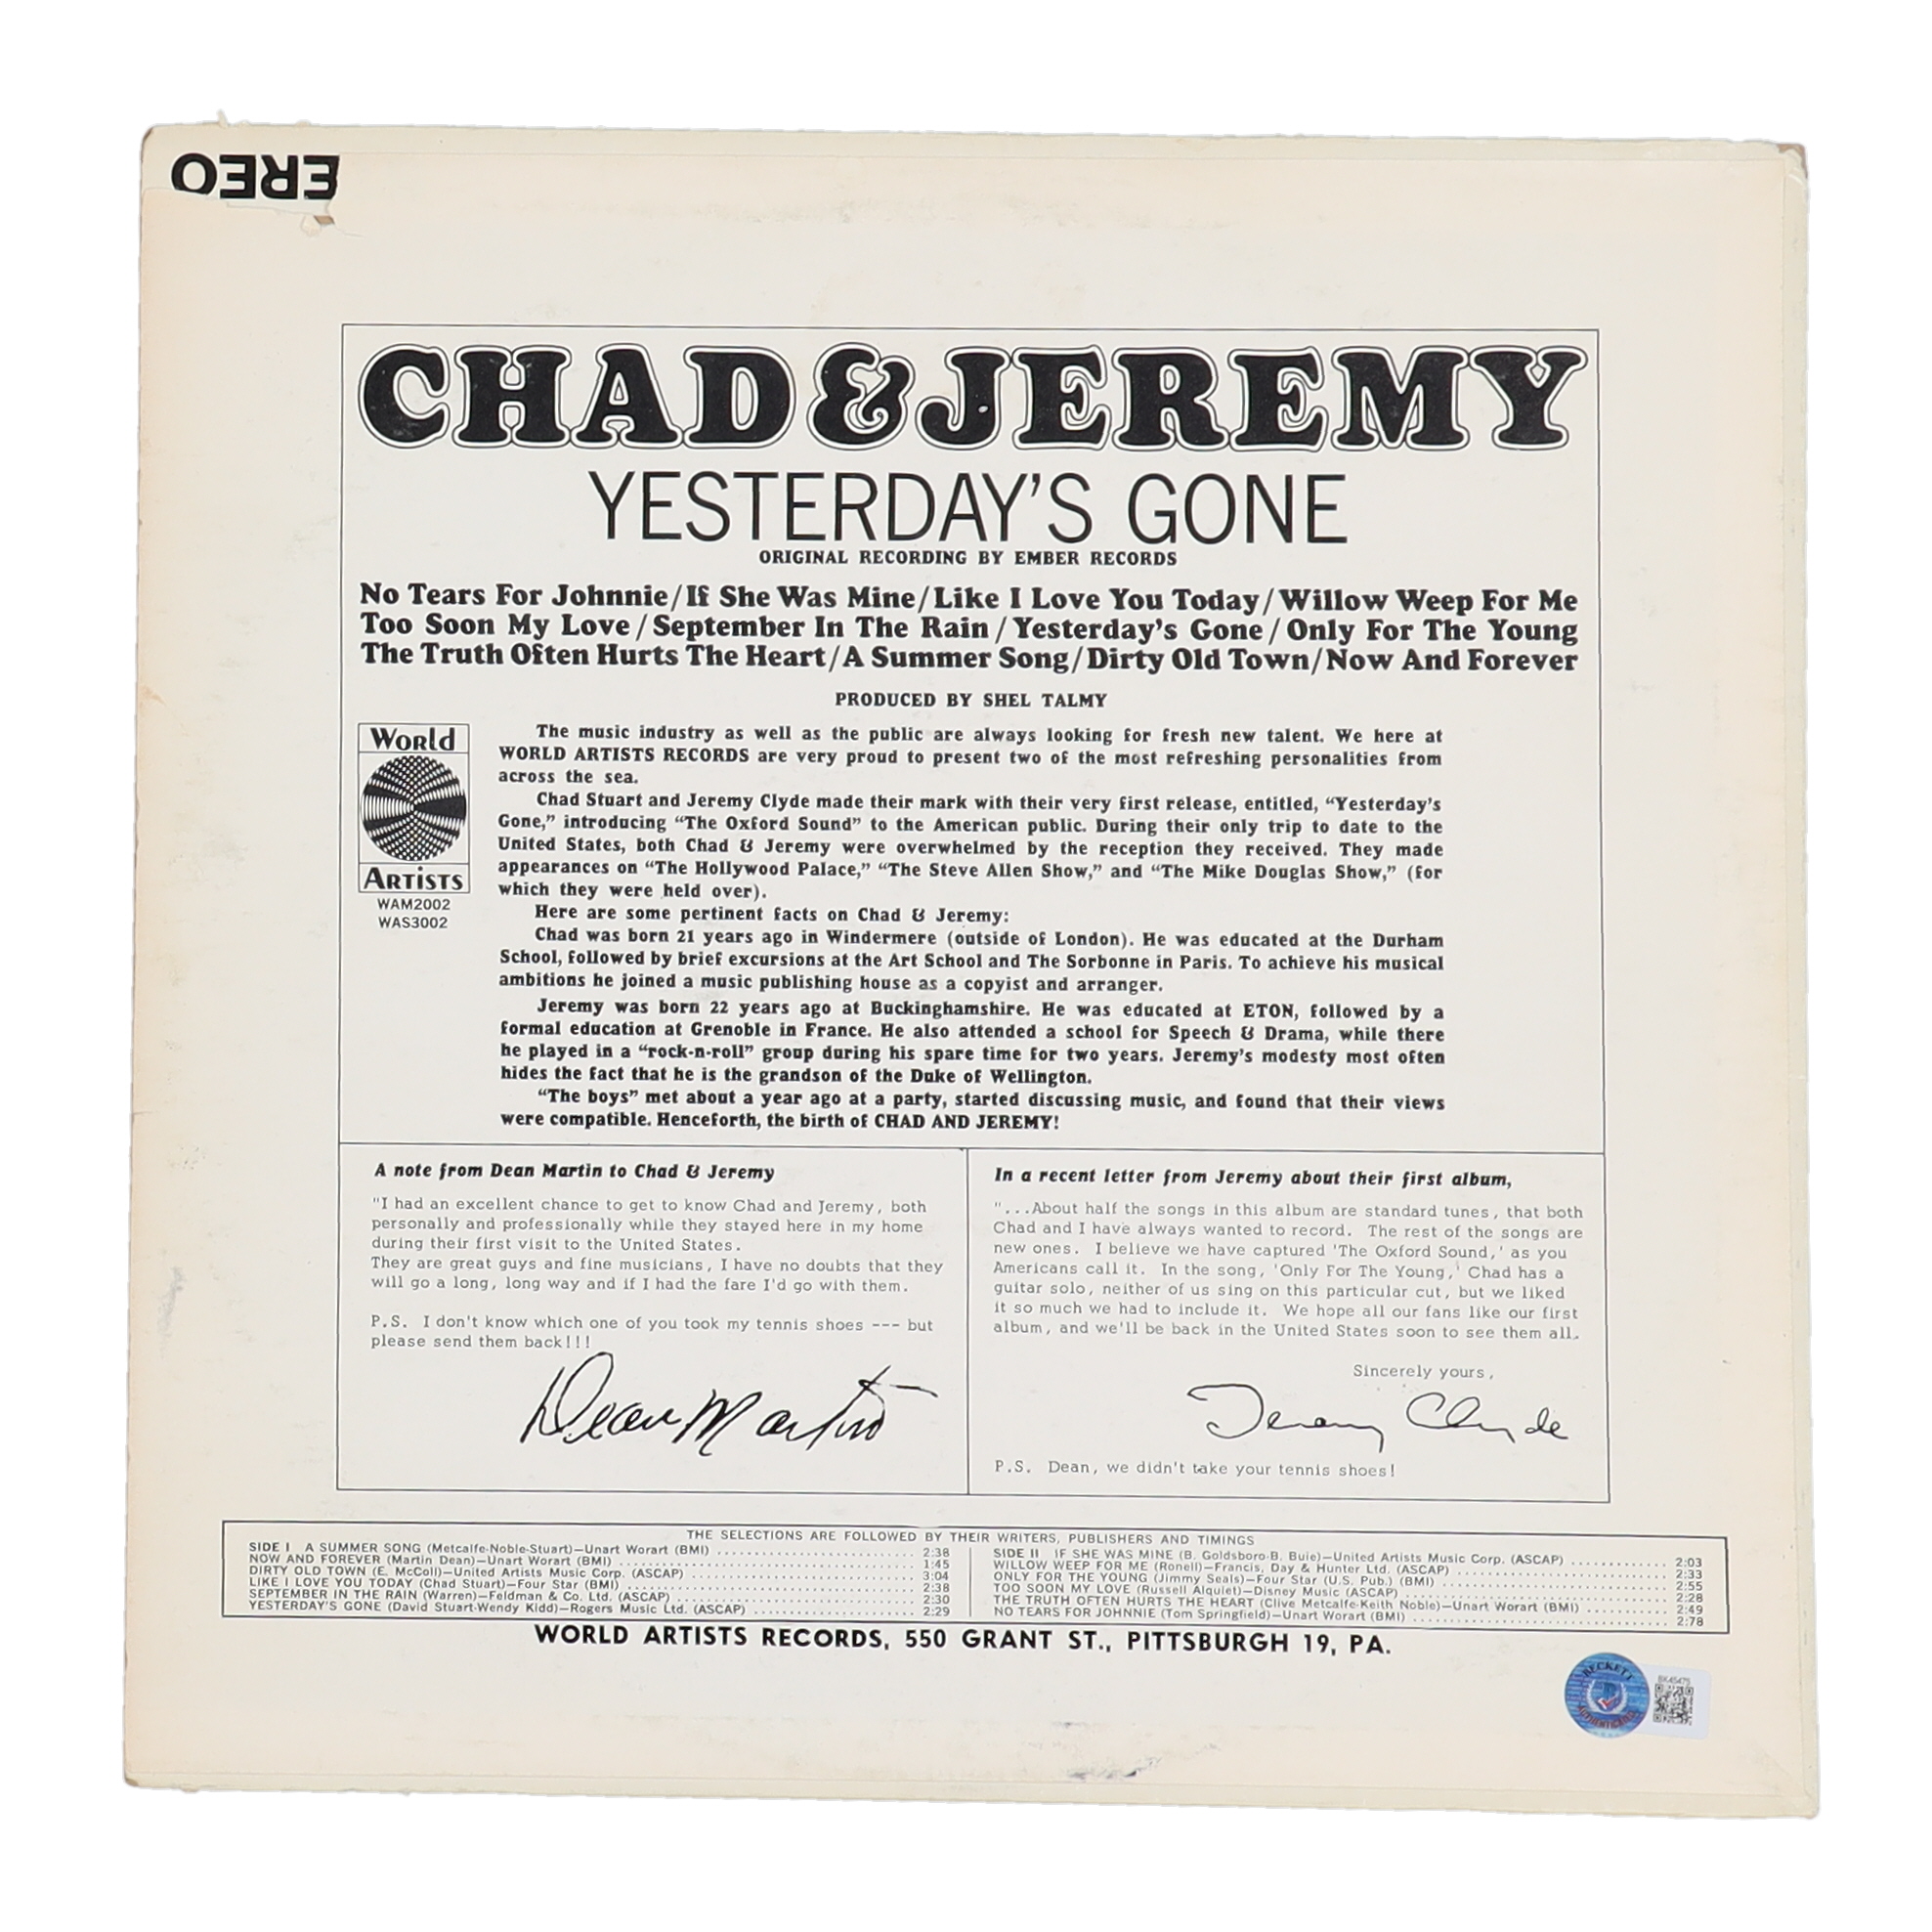 EREO
CHAD & JEREMY
YESTERDAY'S GONE
ORIGINAL RECORDING BY EMBER RECORDS
No Tears For Johnnie/If She Was Mine/Like I Love You Today/Willow Weep For Me
Too Soon My Love/September In The Rain/Yesterday's Gone/Only For The Young
The Truth Often Hurts The Heart/A Summer Song/Dirty Old Town/Now And Forever
PRODUCED BY SHEL TALMY
World
ARTiSTS
WAM2002
WAS3002
The music industry as well as the public are always looking for fresh new talent. We here at
WORLD ARTISTS RECORDS are very proud to present two of the most refreshing personalities from
across the sea.
Chad Stuart and Jeremy Clyde made their mark with their very first release, entitled, “Yesterday's
Gone,” introducing “The Oxford Sound” to the American public. During their only trip to date to the
United States, both Chad & Jeremy were overwhelmed by the reception they received. They made
appearances on “The Hollywood Palace,” “The Steve Allen Show,” and “The Mike Douglas Show,” (for
which they were held over).
Here are some pertinent facts on Chad & Jeremy:
Chad was born 21 years ago in Windermere (outside of London). He was educated at the Durham
School, followed by brief excursions at the Art School and The Sorbonne in Paris. To achieve his musical
ambitions he joined a music publishing house as a copyist and arranger.
Jeremy was born 22 years ago at Buckinghamshire. He was educated at ETON, followed by a
formal education at Grenoble in France. He also attended a school for Speech & Drama, while there
he played in a “rock-n-roll” group during his spare time for two years. Jeremy's modesty most often
hides the fact that he is the grandson of the Duke of Wellington.
“The boys” met about a year ago at a party, started discussing music, and found that their views
were compatible. Henceforth, the birth of CHAD AND JEREMY!
A note from Dean Martin to Chad & Jeremy
"I had an excellent chance to get to know Chad and Jeremy, both
personally and professionally while they stayed here in my home
during their first visit to the United States.
They are great guys and fine musicians, I have no doubts that they
will go a long, long way and if I had the fare I'd go with them.
P.S. I don't know which one of you took my tennis shoes --- but
please send them back!!!
Dean Martin
In a recent letter from Jeremy about their first album,
"...About half the songs in this album are standard tunes, that both
Chad and I have always wanted to record. The rest of the songs are
new ones. I believe we have captured 'The Oxford Sound,' as you
Americans call it. In the song, 'Only For The Young,' Chad has a
guitar solo, neither of us sing on this particular cut, but we liked
it so much we had to include it. We hope all our fans like our first
album, and we'll be back in the United States soon to see them all.
Sincerely yours,
Jeremy Clyde
P.S. Dean, we didn't take your tennis shoes!
THE SELECTIONS ARE FOLLOWED BY THEIR WRITERS, PUBLISHERS AND TIMINGS
SIDE I A SUMMER SONG (Metcalfe-Noble-Stuart)—Unart Worart (BMI) 2:38
NOW AND FOREVER (Martin Dean)—Unart Worart (BMI) 1:45
DIRTY OLD TOWN (E. McColl)—United Artists Music Corp. (ASCAP) 3:04
LIKE I LOVE YOU TODAY (Chad Stuart)—Four Star (BMI) 2:38
SEPTEMBER IN THE RAIN (Warren)—Feldman & Co. Ltd. (ASCAP) 2:30
YESTERDAY'S GONE (David Stuart-Wendy Kidd)—Rogers Music Ltd. (ASCAP) 2:29
SIDE II IF SHE WAS MINE (B. Goldsboro-B. Buie)—United Artists Music Corp. (ASCAP) 2:03
WILLOW WEEP FOR ME (Ronell)—Francis, Day & Hunter Ltd. (ASCAP) 2:33
ONLY FOR THE YOUNG (Jimmy Seals)—Four Star (U.S. Pub.) (BMI) 2:55
TOO SOON MY LOVE (Russell Alquiet)—Disney Music (ASCAP) 2:28
THE TRUTH OFTEN HURTS THE HEART (Clive Metcalfe-Keith Noble)—Unart Worart (BMI) 2:49
NO TEARS FOR JOHNNIE (Tom Springfield)—Unart Worart (BMI) 2:78
WORLD ARTISTS RECORDS, 550 GRANT ST., PITTSBURGH 19, PA.
BECKETT
AUTHENTICATED
BK45475